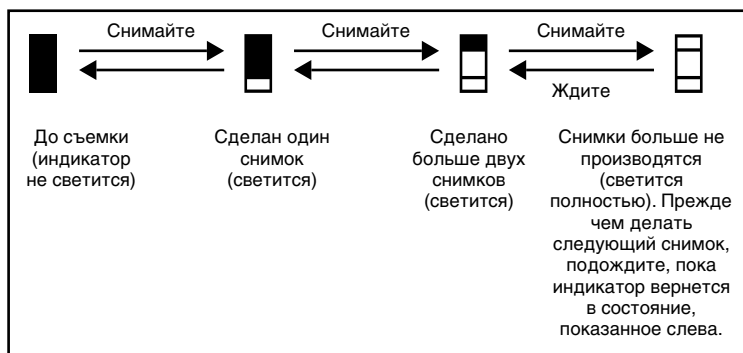 Снимайте
Снимайте
Снимайте
Ждите
До съемки
(индикатор
не светится)
Сделан один
снимок
(светится)
Сделано
больше двух
снимков
(светится)
Снимки больше не
производятся
(светится
полностью). Прежде
чем делать
следующий снимок,
подождите, пока
индикатор вернется
в состояние,
показанное слева.